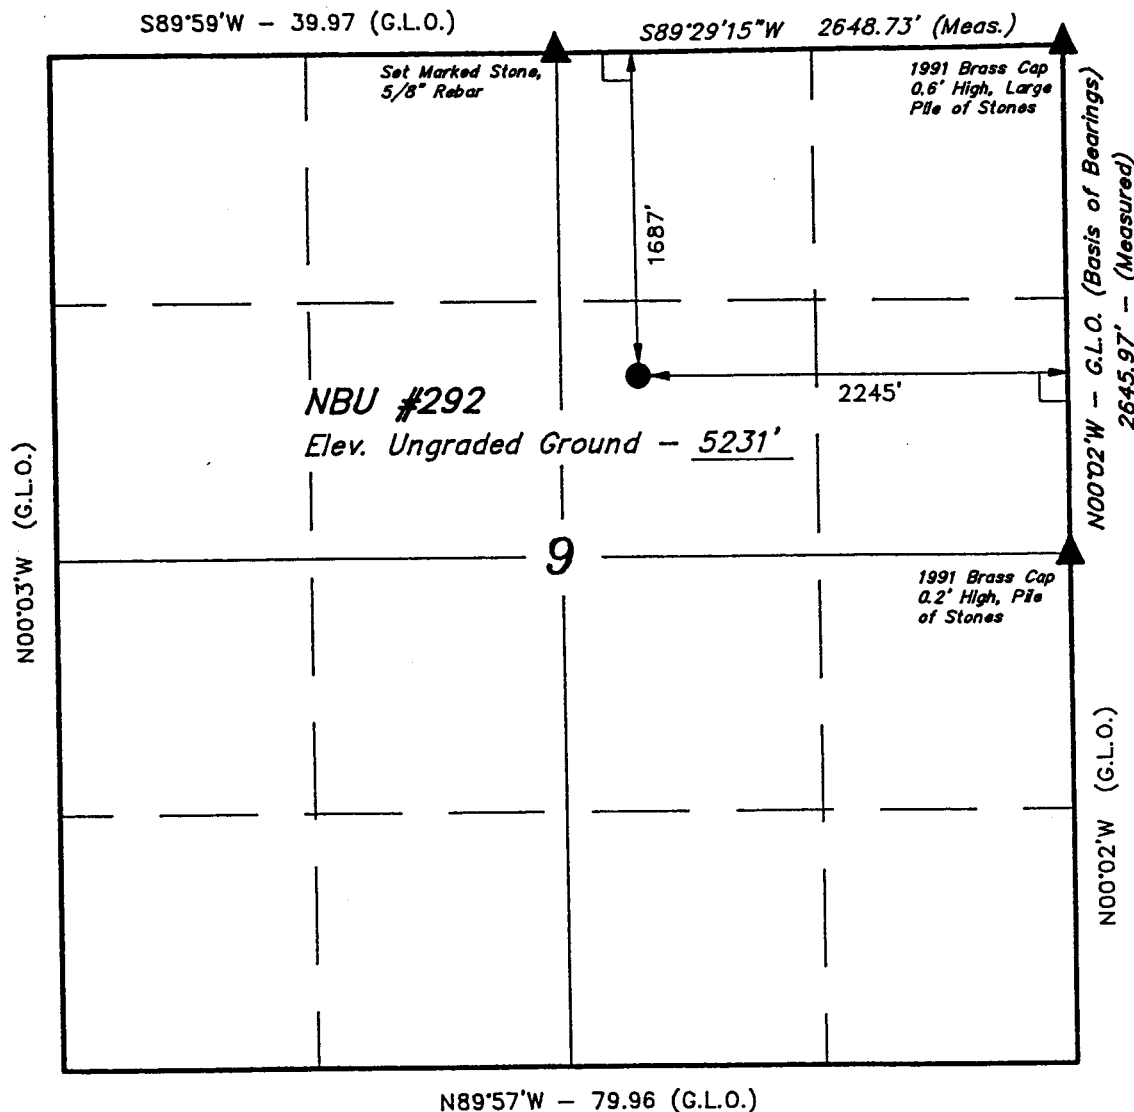 S89°59'W – 39.97 (G.L.O.)
S89°29'15"W 2648.73' (Meas.)
Set Marked Stone,
5/8" Rebar
1991 Brass Cap
0.6' High, Large
Pile of Stones
N00°02'W – G.L.O. (Basis of Bearings)
2645.97' – (Measured)
1687'
2245'
NBU #292
Elev. Ungraded Ground – 5231'
N00°03'W (G.L.O.)
9
1991 Brass Cap
0.2' High, Pile
of Stones
N00°02'W (G.L.O.)
N89°57'W – 79.96 (G.L.O.)